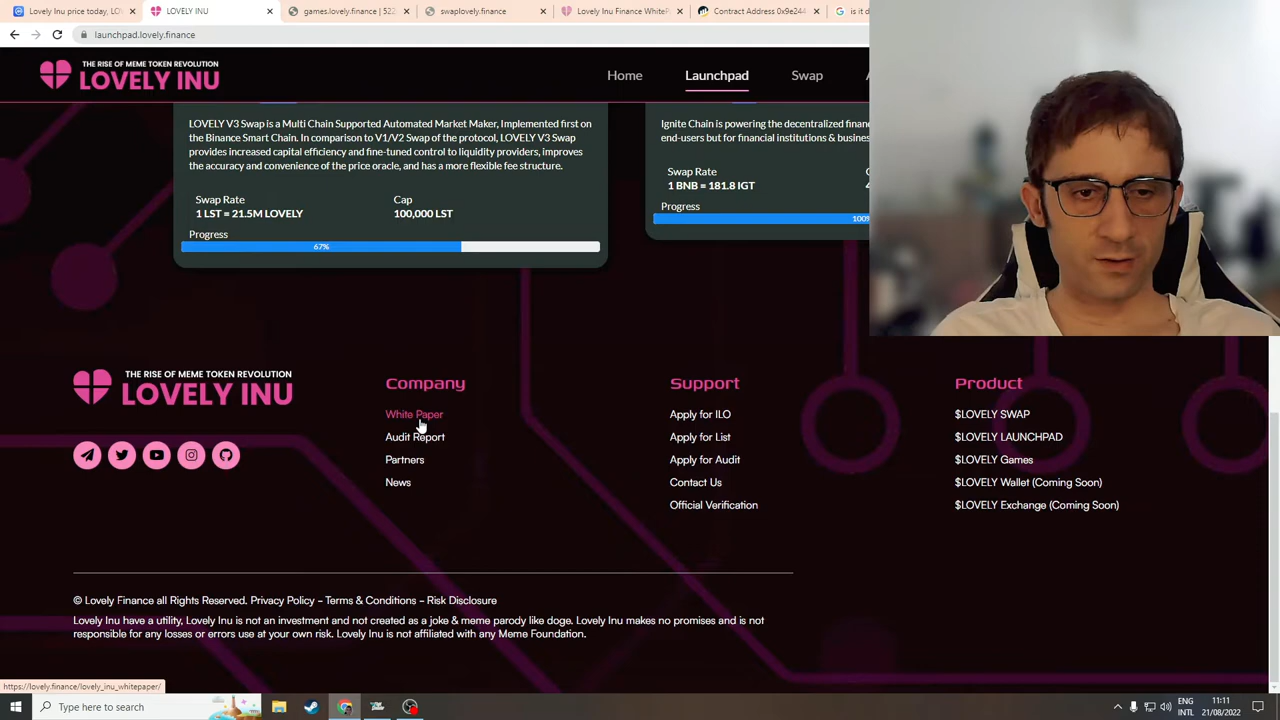 Lovely Inu price today, LO
LOVELY INU
games.lovely.finance | 522
swaplovely.finance
Lovely Inu Finance WhiteP
Contract Address 0x9e244
is it d
launchpad.lovely.finance
THE RISE OF MEME TOKEN REVOLUTION
LOVELY INU
Home
Launchpad
Swap
LOVELY V3 Swap is a Multi Chain Supported Automated Market Maker, Implemented first on
the Binance Smart Chain. In comparison to V1/V2 Swap of the protocol, LOVELY V3 Swap
provides increased capital efficiency and fine-tuned control to liquidity providers, improves
the accuracy and convenience of the price oracle, and has a more flexible fee structure.
Swap Rate
Cap
1 LST = 21.5M LOVELY
100,000 LST
Progress
67%
Ignite Chain is powering the decentralized finan
end-users but for financial institutions & busine
Swap Rate
1 BNB = 181.8 IGT
Progress
100%
THE RISE OF MEME TOKEN REVOLUTION
LOVELY INU
Company
White Paper
Audit Report
Partners
News
Support
Apply for ILO
Apply for List
Apply for Audit
Contact Us
Official Verification
Product
$LOVELY SWAP
$LOVELY LAUNCHPAD
$LOVELY Games
$LOVELY Wallet (Coming Soon)
$LOVELY Exchange (Coming Soon)
© Lovely Finance all Rights Reserved. Privacy Policy – Terms & Conditions – Risk Disclosure
Lovely Inu have a utility, Lovely Inu is not an investment and not created as a joke & meme parody like doge. Lovely Inu makes no promises and is not
responsible for any losses or errors use at your own risk. Lovely Inu is not affiliated with any Meme Foundation.
https://lovely.finance/lovely_inu_whitepaper/
Type here to search
ENG
INTL
11:11
21/08/2022